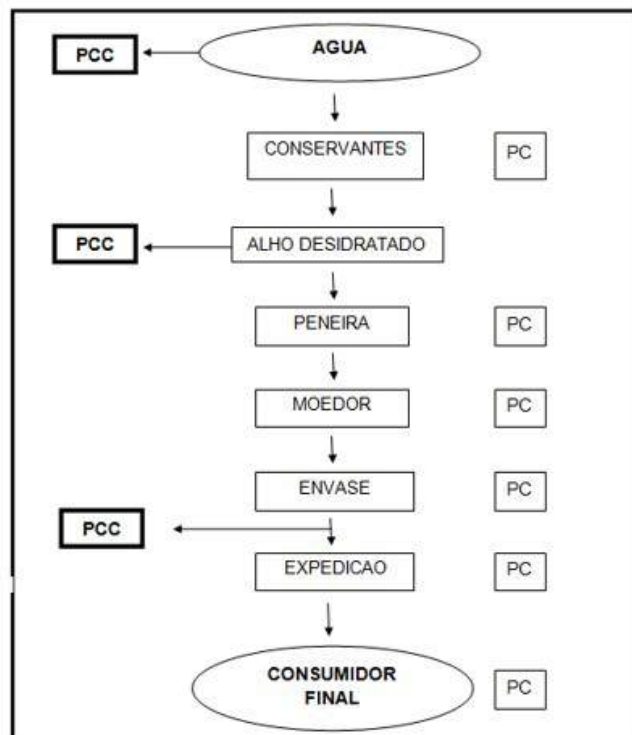 PCC
AGUA
CONSERVANTES
PC
PCC
ALHO DESIDRATADO
PENEIRA
PC
MOEDOR
PC
ENVASE
PC
PCC
EXPEDICAO
PC
CONSUMIDOR
FINAL
PC